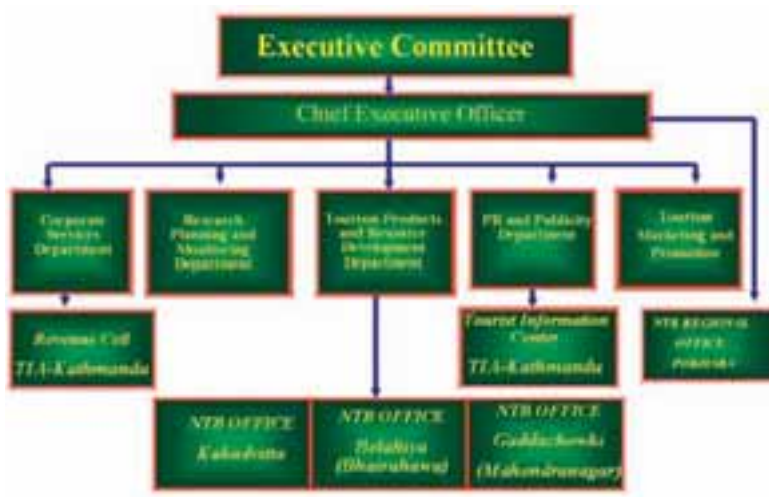 Executive Committee
Chief Executive Officer
Corporate
Services
Department
Research
Planning and
Monitoring
Department
Tourism Products
and Resource
Development
Department
PR and Publicity
Department
Tourism
Marketing and
Promotion
Revenue Cell
TIA-Kathmandu
Tourist Information
Center
TIA-Kathmandu
NTB REGIONAL
OFFICE
NTB OFFICE
NTB OFFICE
(Bhairahawa)
NTB OFFICE
(Mahendranagar)